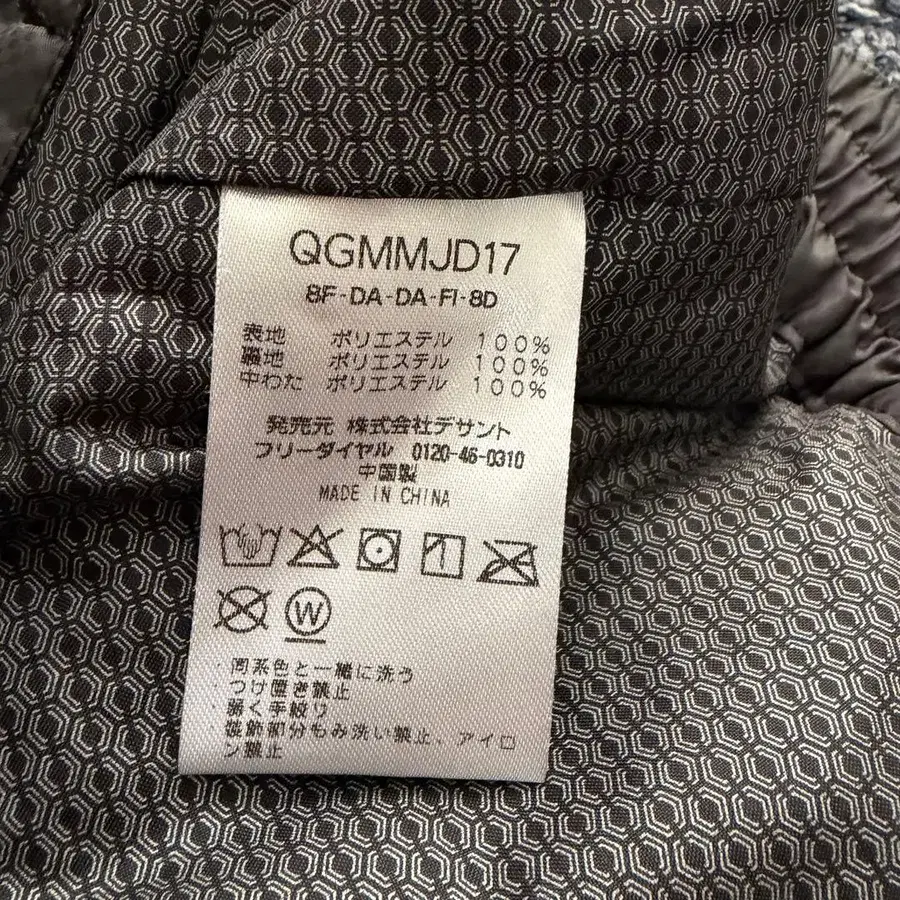 QGMMJD17
8F-DA-DA-FI-8D
表地 ポリエステル 100%
裏地 ポリエステル 100%
中わた ポリエステル 100%
発売元 株式会社デサント
フリーダイヤル 0120-46-0310
中国製
MADE IN CHINA
W
・同系色と一緒に洗う
・つけ置き禁止
・弱く手絞り
・装飾部分もみ洗い禁止、アイロ
ン禁止